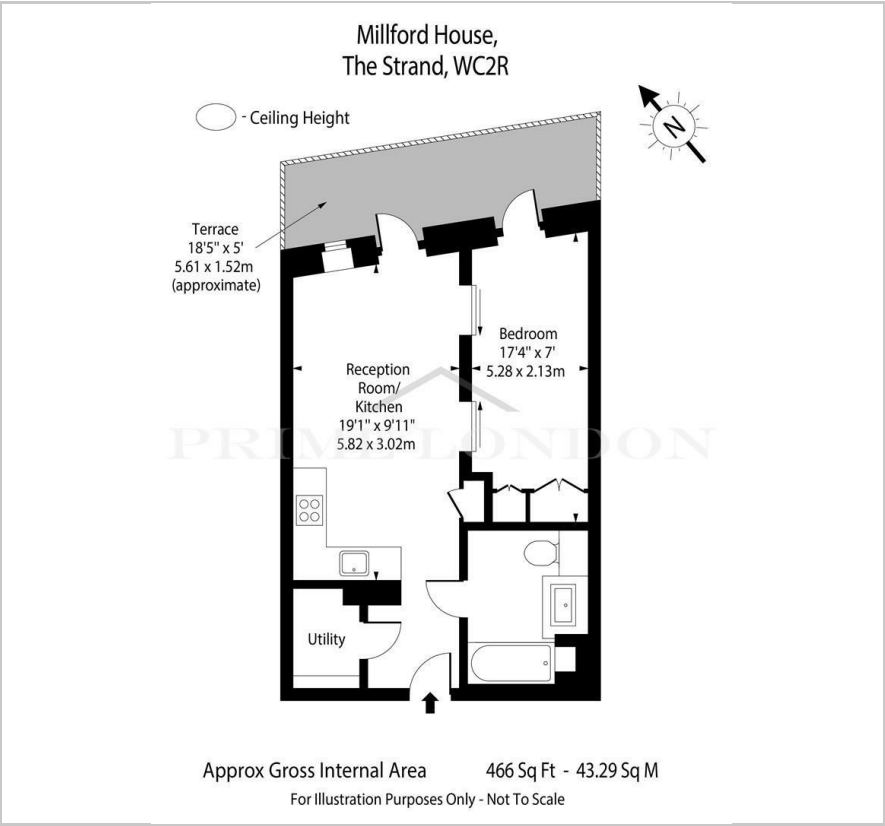 Millford House,
The Strand, WC2R
- Ceiling Height
N
Terrace
18'5" x 5'
5.61 x 1.52m
(approximate)
Bedroom
17'4" x 7'
5.28 x 2.13m
Reception
Room/
Kitchen
19'1" x 9'11"
5.82 x 3.02m
PRIME LONDON
Utility
Approx Gross Internal Area 466 Sq Ft - 43.29 Sq M
For Illustration Purposes Only - Not To Scale